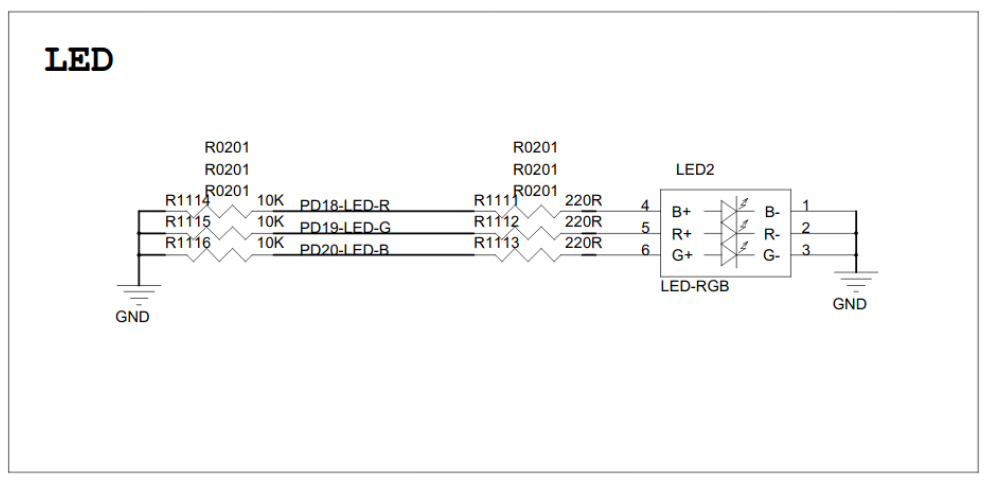 LED
R0201 R0201
R0201 R0201 LED2
R0201 R0201
R1114 10K PD18-LED-R R1111 220R 4 B+ B- 1
R1115 10K PD19-LED-G R1112 220R 5 R+ R- 2
R1116 10K PD20-LED-B R1113 220R 6 G+ G- 3
LED-RGB
GND GND